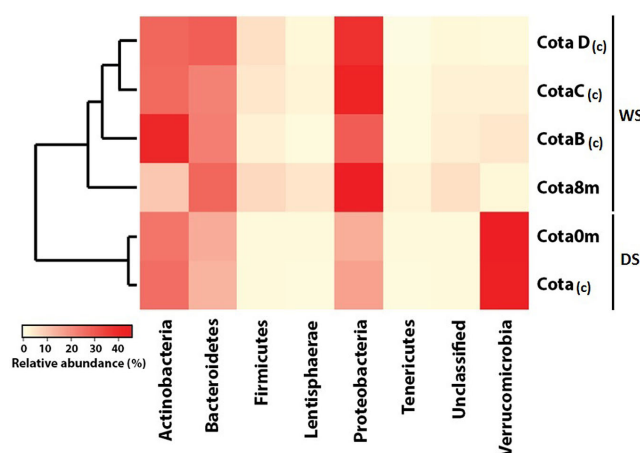 Cota D(c)
CotaC (c)
CotaB (c)
Cota8m
Cota0m
Cota(c)
WS
DS
0 10 20 30 40
Relative abundance (%)
Actinobacteria
Bacteroidetes
Firmicutes
Lentisphaerae
Proteobacteria
Tenericutes
Unclassified
Verrucomicrobia